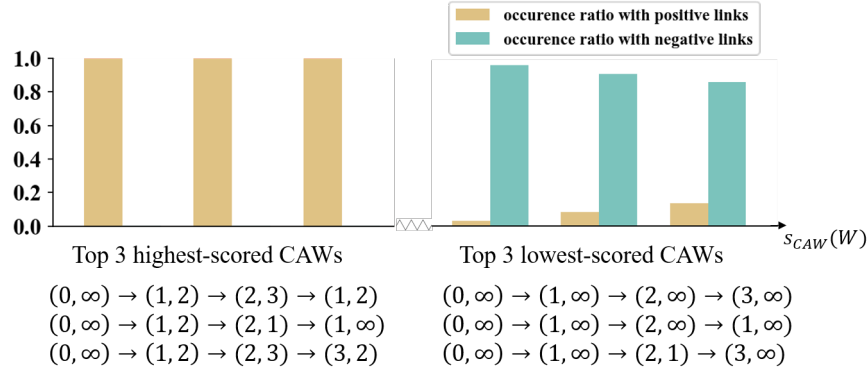 occurence ratio with positive links
occurence ratio with negative links
1.0
0.8
0.6
0.4
0.2
0.0
s_{CAW}(W)
Top 3 highest-scored CAWs
Top 3 lowest-scored CAWs
(0, ∞) → (1, 2) → (2, 3) → (1, 2)
(0, ∞) → (1, 2) → (2, 1) → (1, ∞)
(0, ∞) → (1, 2) → (2, 3) → (3, 2)
(0, ∞) → (1, ∞) → (2, ∞) → (3, ∞)
(0, ∞) → (1, ∞) → (2, ∞) → (1, ∞)
(0, ∞) → (1, ∞) → (2, 1) → (3, ∞)